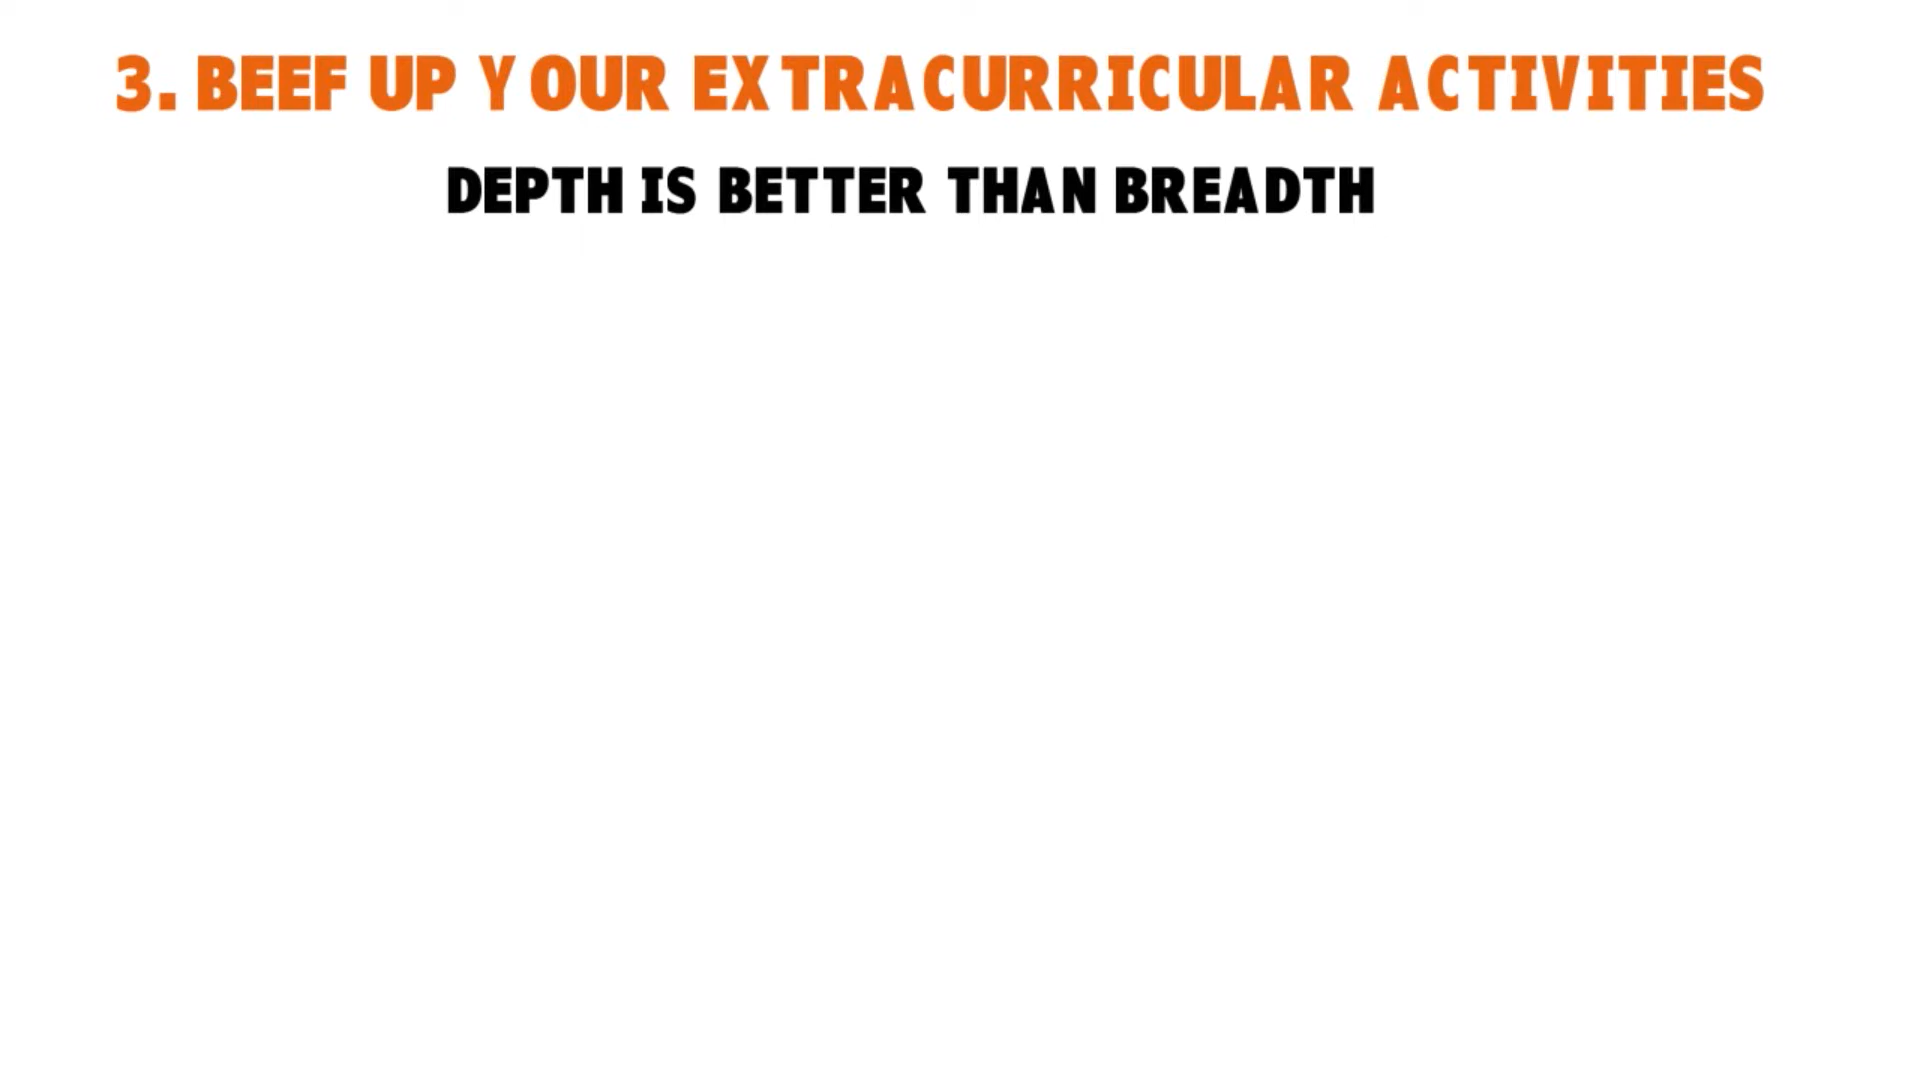 3. BEEF UP YOUR EXTRACURRICULAR ACTIVITIES
DEPTH IS BETTER THAN BREADTH